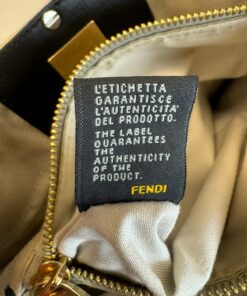 L'ETICHETTA
GARANTISCE
L'AUTENTICITA'
DEL PRODOTTO.
THE LABEL
GUARANTEES
THE
AUTHENTICITY
OF THE
PRODUCT.
FENDI